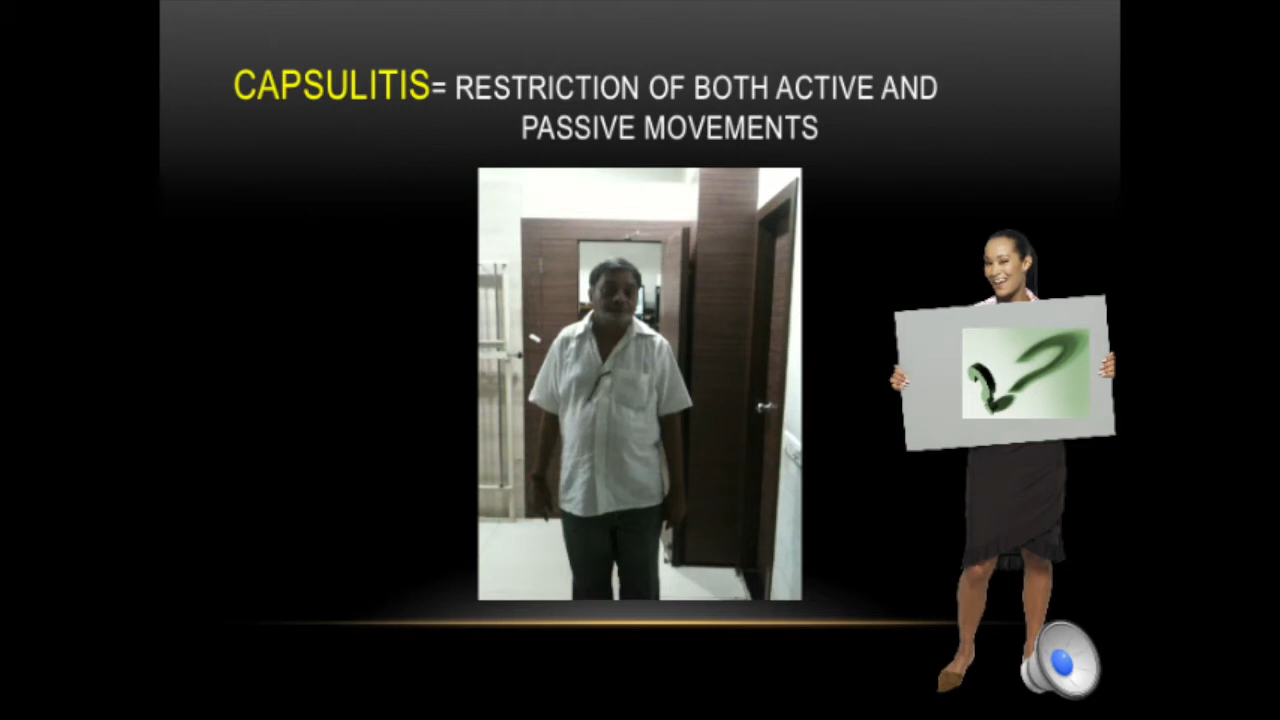 CAPSULITIS= RESTRICTION OF BOTH ACTIVE AND
PASSIVE MOVEMENTS